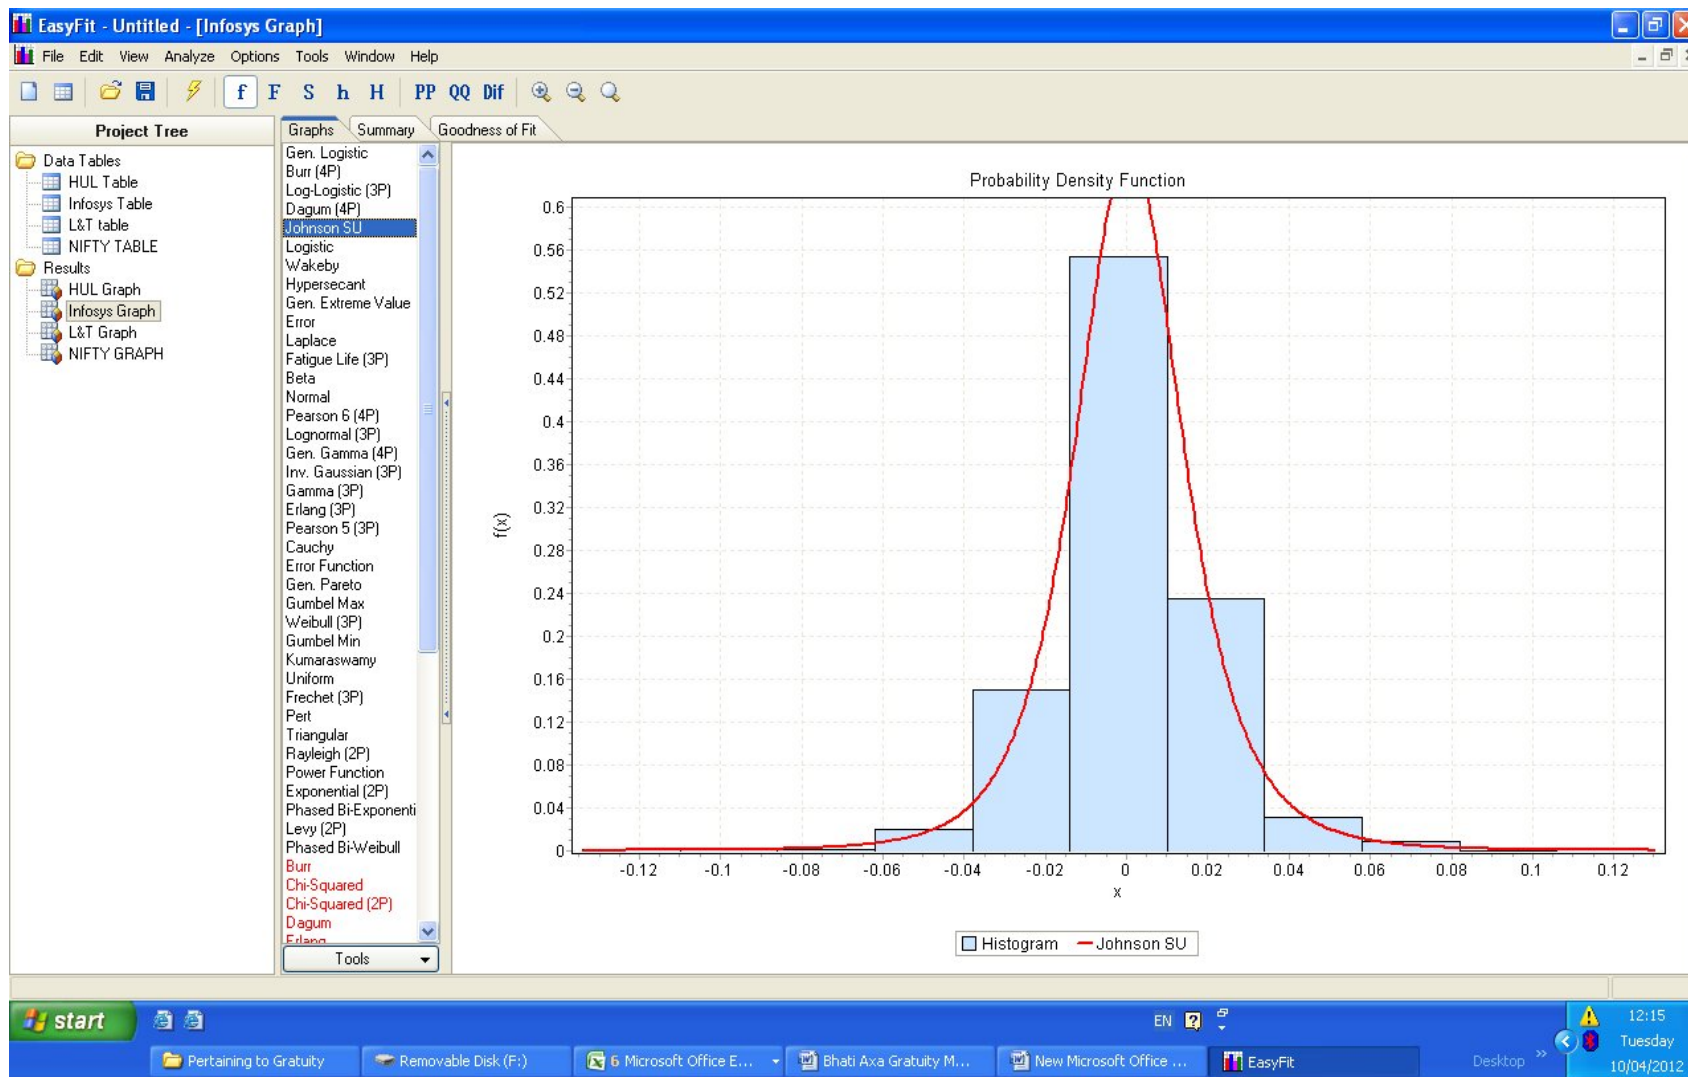 EasyFit - Untitled - [Infosys Graph]
File Edit View Analyze Options Tools Window Help
f F S h H PP QQ Dif
Project Tree
Data Tables
HUL Table
Infosys Table
L&T table
NIFTY TABLE
Results
HUL Graph
Infosys Graph
L&T Graph
NIFTY GRAPH
Graphs Summary Goodness of Fit
Gen. Logistic
Burr (4P)
Log-Logistic (3P)
Dagum (4P)
Johnson SU
Logistic
Wakeby
Hypersecant
Gen. Extreme Value
Error
Laplace
Fatigue Life (3P)
Beta
Normal
Pearson 6 (4P)
Lognormal (3P)
Gen. Gamma (4P)
Inv. Gaussian (3P)
Gamma (3P)
Erlang (3P)
Pearson 5 (3P)
Cauchy
Error Function
Gen. Pareto
Gumbel Max
Weibull (3P)
Gumbel Min
Kumaraswamy
Uniform
Frechet (3P)
Pert
Triangular
Rayleigh (2P)
Power Function
Exponential (2P)
Phased Bi-Exponenti
Levy (2P)
Phased Bi-Weibull
Burr
Chi-Squared
Chi-Squared (2P)
Dagum
Erlang
Tools
Probability Density Function
0.6
0.56
0.52
0.48
0.44
0.4
0.36
0.32
0.28
0.24
0.2
0.16
0.12
0.08
0.04
0
f(x)
-0.12 -0.1 -0.08 -0.06 -0.04 -0.02 0 0.02 0.04 0.06 0.08 0.1 0.12
x
Histogram Johnson SU
start
EN
12:15
Tuesday
10/04/2012
Pertaining to Gratuity
Removable Disk (F:)
6 Microsoft Office E...
Bhati Axa Gratuity M...
New Microsoft Office ...
EasyFit
Desktop